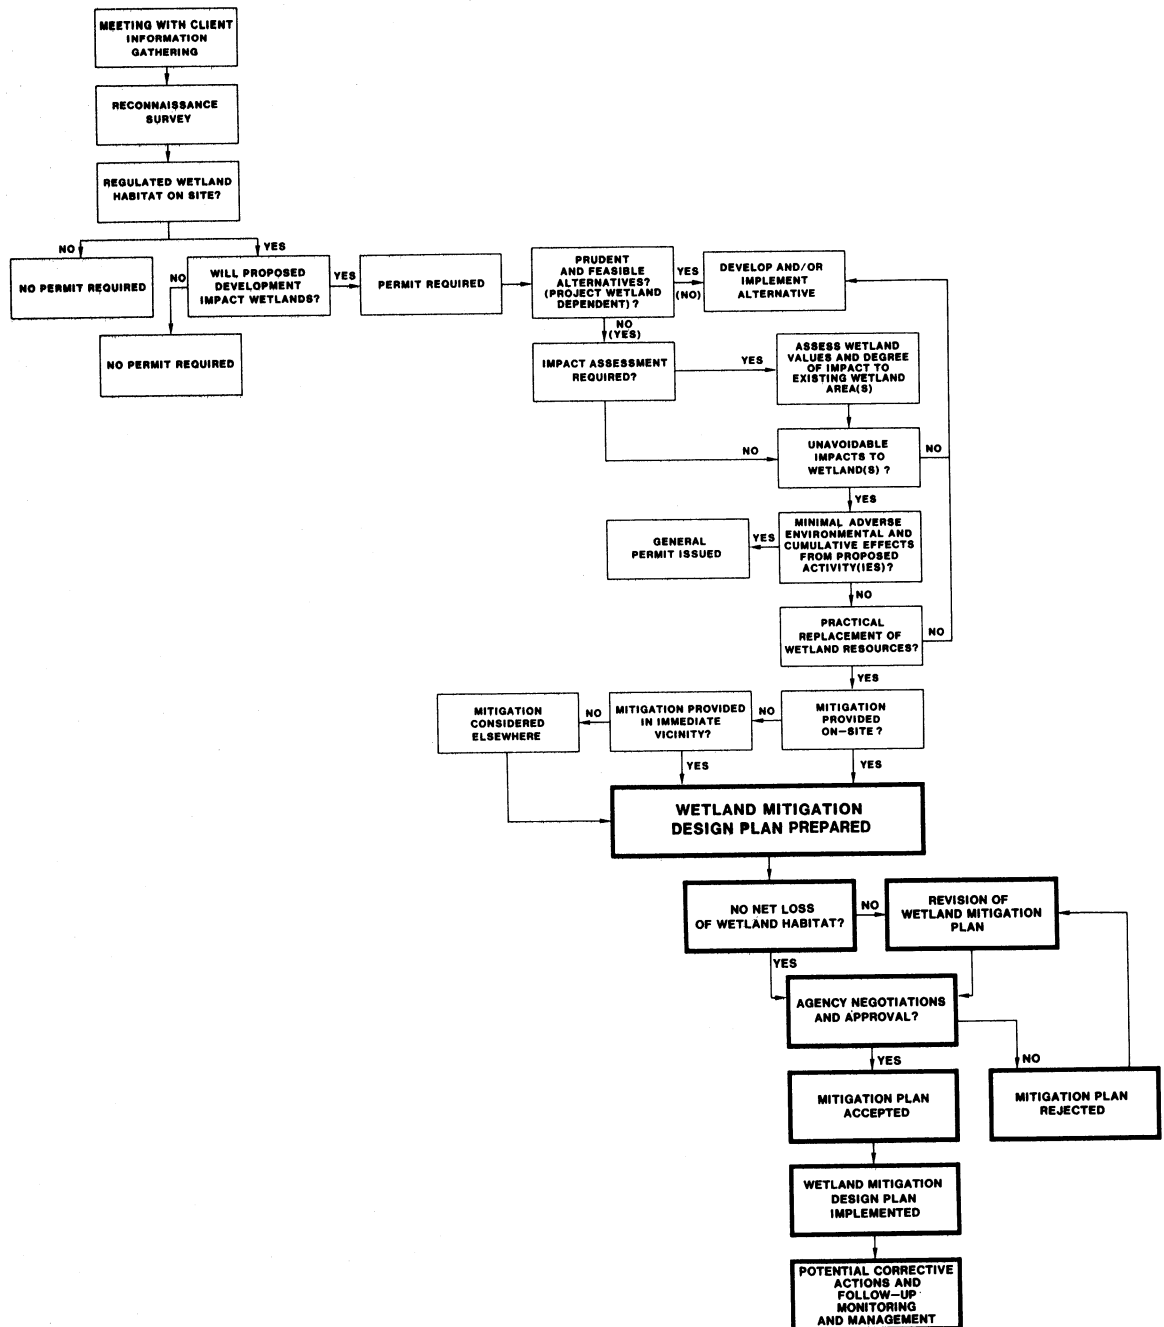 MEETING WITH CLIENT
INFORMATION
GATHERING
RECONNAISSANCE
SURVEY
REGULATED WETLAND
HABITAT ON SITE?
NO
YES
NO PERMIT REQUIRED
NO
WILL PROPOSED
DEVELOPMENT
IMPACT WETLANDS?
YES
PERMIT REQUIRED
PRUDENT
AND FEASIBLE
ALTERNATIVES?
(PROJECT WETLAND
DEPENDENT) ?
YES
(NO)
DEVELOP AND/OR
IMPLEMENT
ALTERNATIVE
NO PERMIT REQUIRED
NO
(YES)
IMPACT ASSESSMENT
REQUIRED?
YES
ASSESS WETLAND
VALUES AND DEGREE
OF IMPACT TO
EXISTING WETLAND
AREA(S)
NO
UNAVOIDABLE
IMPACTS TO
WETLAND(S) ?
NO
YES
GENERAL
PERMIT ISSUED
YES
MINIMAL ADVERSE
ENVIRONMENTAL AND
CUMULATIVE EFFECTS
FROM PROPOSED
ACTIVITY(IES)?
NO
PRACTICAL
REPLACEMENT OF
WETLAND RESOURCES?
NO
YES
MITIGATION
CONSIDERED
ELSEWHERE
NO
MITIGATION PROVIDED
IN IMMEDIATE
VICINITY?
NO
MITIGATION
PROVIDED
ON-SITE ?
YES
YES
WETLAND MITIGATION
DESIGN PLAN PREPARED
NO NET LOSS
OF WETLAND HABITAT?
NO
REVISION OF
WETLAND MITIGATION
PLAN
YES
AGENCY NEGOTIATIONS
AND APPROVAL?
YES
NO
MITIGATION PLAN
ACCEPTED
MITIGATION PLAN
REJECTED
WETLAND MITIGATION
DESIGN PLAN
IMPLEMENTED
POTENTIAL CORRECTIVE
ACTIONS AND
FOLLOW-UP
MONITORING
AND MANAGEMENT